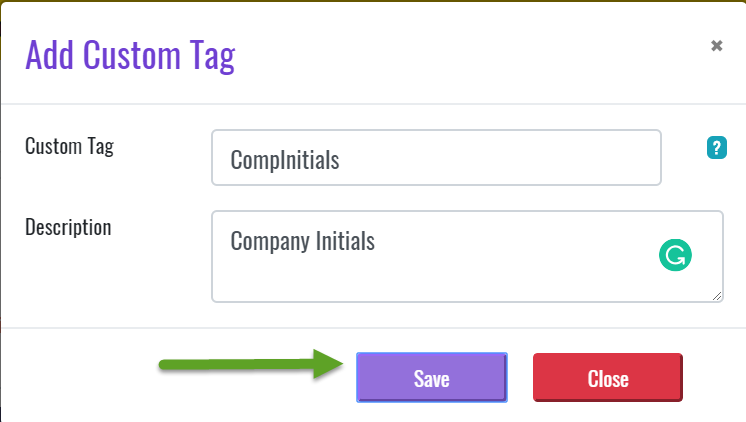 Add Custom Tag
×
Custom Tag
CompInitials
?
Description
Company Initials
Save
Close